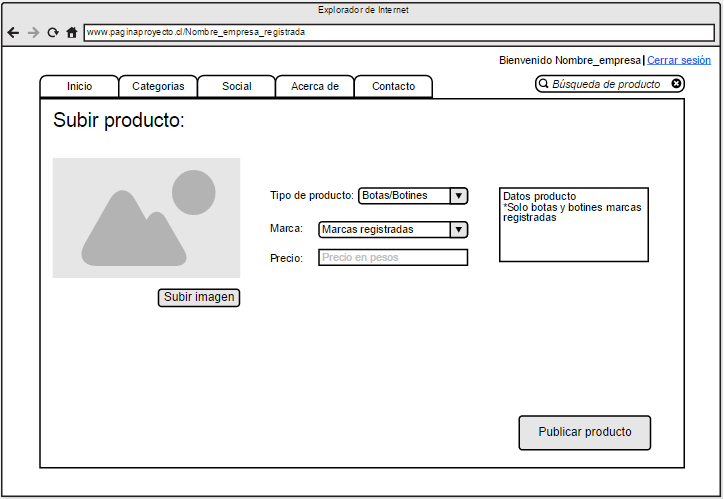 Explorador de Internet
www.paginaproyecto.cl/Nombre_empresa_registrada
Bienvenido Nombre_empresa | Cerrar sesión
Inicio
Categorias
Social
Acerca de
Contacto
Búsqueda de producto
Subir producto:
Tipo de producto: Botas/Botines
Marca: Marcas registradas
Precio: Precio en pesos
Datos producto
*Solo botas y botines marcas
registradas
Subir imagen
Publicar producto